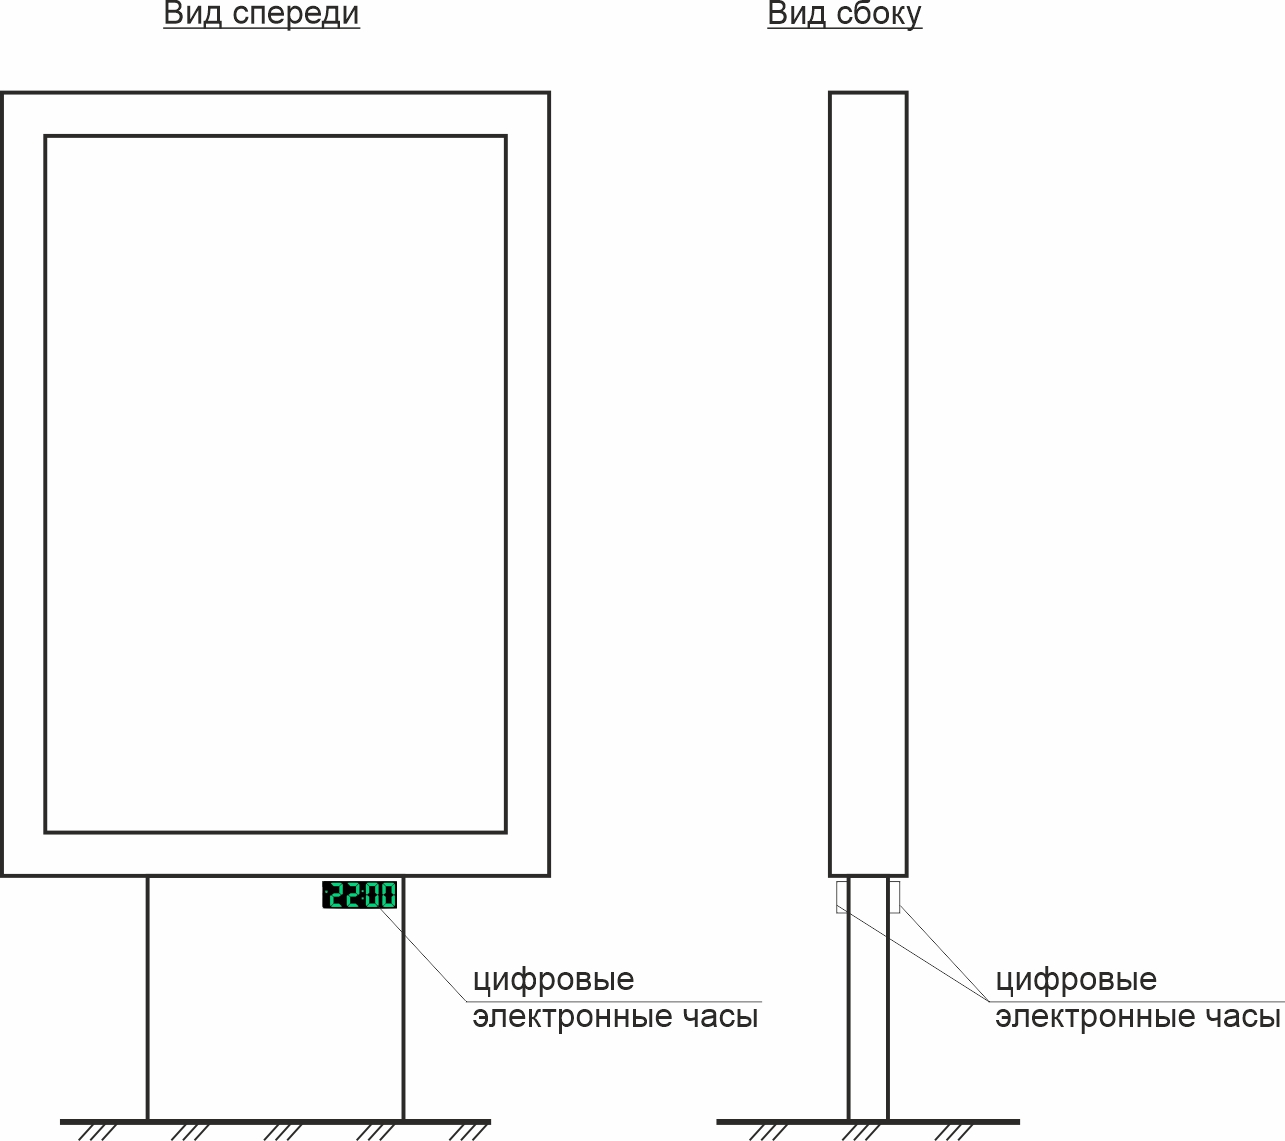 Вид спереди
Вид сбоку
22:00
цифровые
электронные часы
цифровые
электронные часы